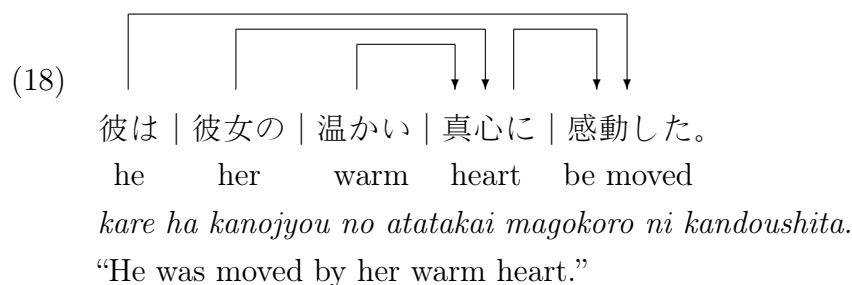 (18)
彼は | 彼女の | 温かい | 真心に | 感動した。
he her warm heart be moved
kare ha kanojyou no atatakai magokoro ni kandoushita.
“He was moved by her warm heart.”